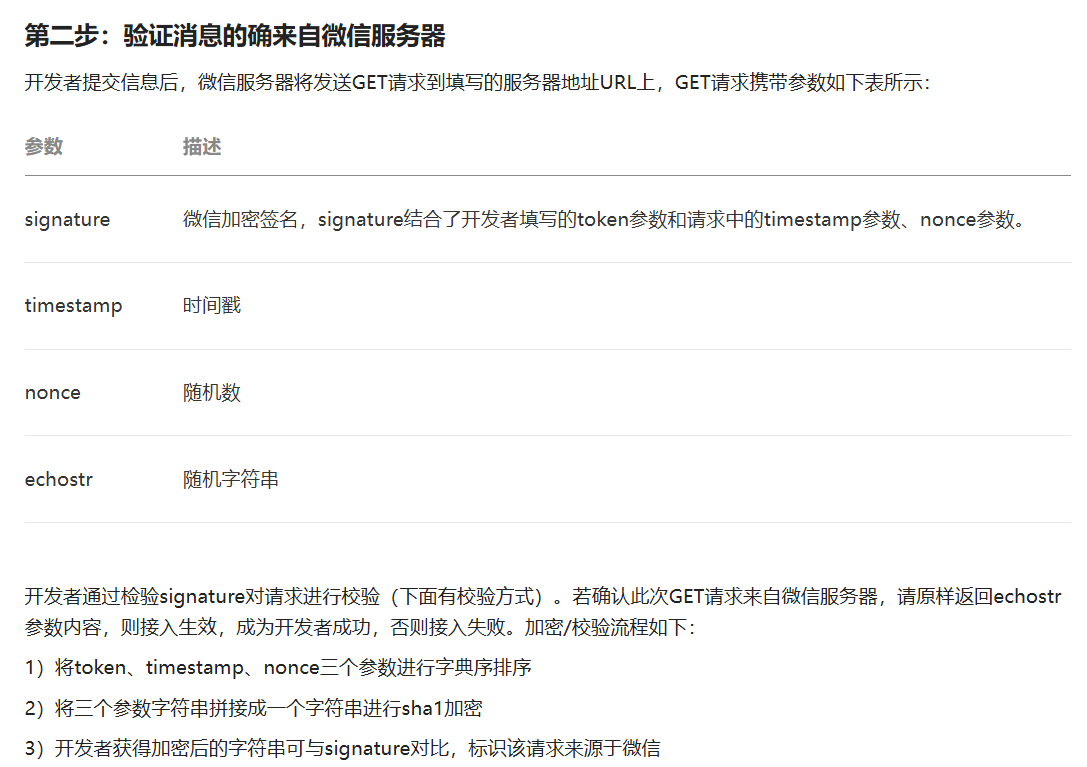 第二步：验证消息的确来自微信服务器
开发者提交信息后，微信服务器将发送GET请求到填写的服务器地址URL上，GET请求携带参数如下表所示：
参数 描述
signature 微信加密签名，signature结合了开发者填写的token参数和请求中的timestamp参数、nonce参数。
timestamp 时间戳
nonce 随机数
echostr 随机字符串
开发者通过检验signature对请求进行校验（下面有校验方式）。若确认此次GET请求来自微信服务器，请原样返回echostr
参数内容，则接入生效，成为开发者成功，否则接入失败。加密/校验流程如下：
1）将token、timestamp、nonce三个参数进行字典序排序
2）将三个参数字符串拼接成一个字符串进行sha1加密
3）开发者获得加密后的字符串可与signature对比，标识该请求来源于微信